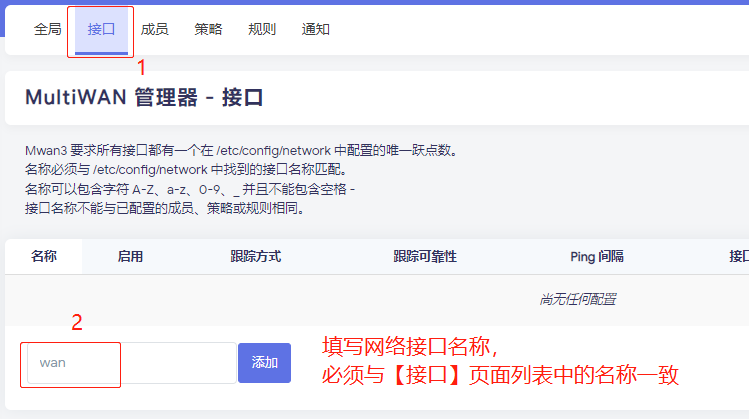 全局 接口 成员 策略 规则 通知
1
MultiWAN 管理器 - 接口
Mwan3 要求所有接口都有一个在 /etc/config/network 中配置的唯一跃点数。
名称必须与 /etc/config/network 中找到的接口名称匹配。
名称可以包含字符 A-Z、a-z、0-9、_ 并且不能包含空格 -
接口名称不能与已配置的成员、策略或规则相同。
名称 启用 跟踪方式 跟踪可靠性 Ping 间隔 接口
尚无任何配置
2
wan 添加
填写网络接口名称，
必须与【接口】页面列表中的名称一致